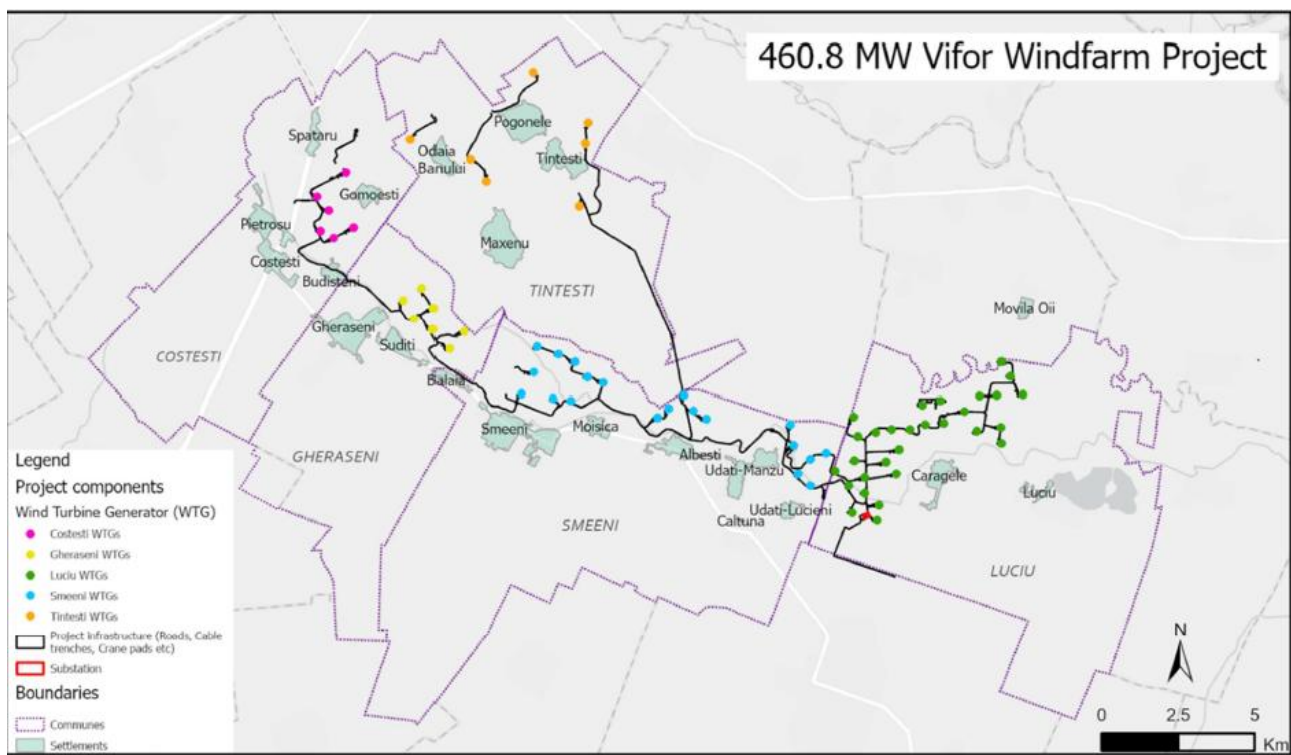 460.8 MW Vifor Windfarm Project
Spataru
Pogonele
Odaia
Banului
Tintesti
Gomoesti
Pietrosu
Maxenu
Costesti
Budisteni
TINTESTI
Movila Oii
Gheraseni
Suditi
COSTESTI
Balaia
Smeeni
Moisica
Albesti
Udati-Manzu
Caragele
Luciu
GHERASENI
Udati-Lucieni
Caltuna
SMEENI
LUCIU
Legend
Project components
Wind Turbine Generator (WTG)
Costesti WTGs
Gheraseni WTGs
Luciu WTGs
Smeeni WTGs
Tintesti WTGs
Project Infrastructure (Roads, Cable
trenches, Crane pads etc)
Substation
Boundaries
Communes
Settlements
N
0 2.5 5
Km